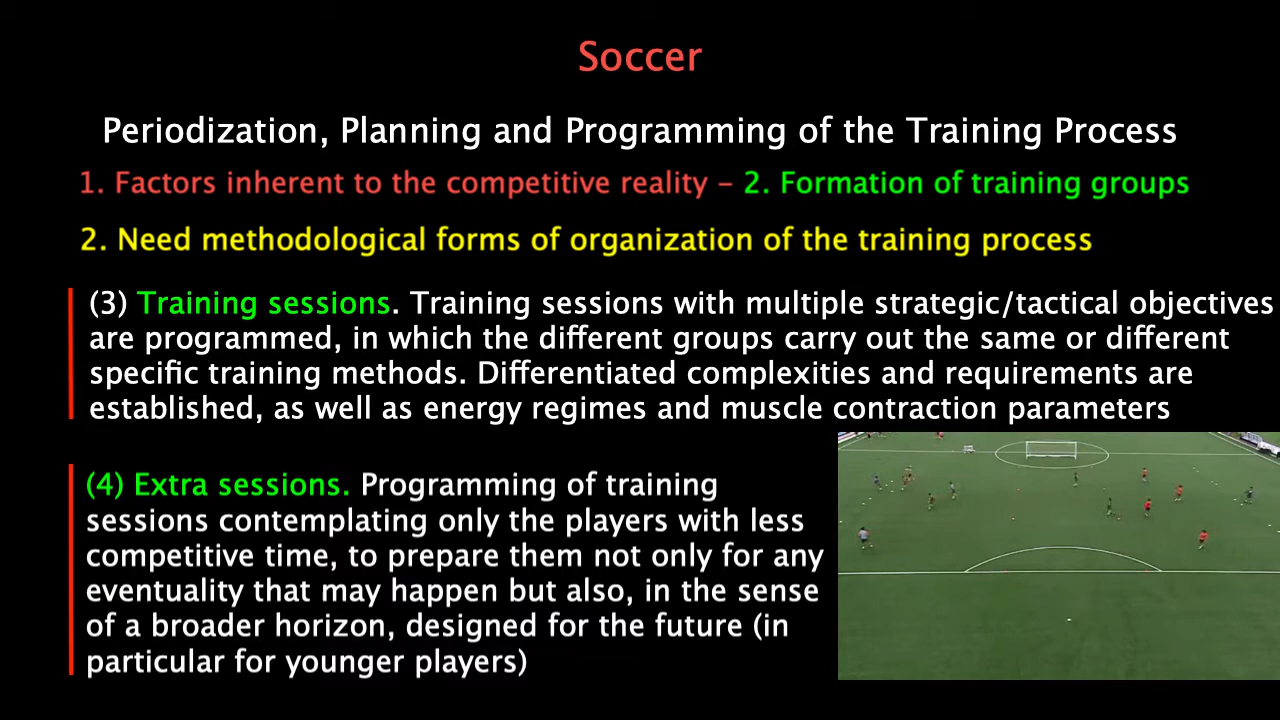 Soccer
Periodization, Planning and Programming of the Training Process
1. Factors inherent to the competitive reality – 2. Formation of training groups
2. Need methodological forms of organization of the training process
(3) Training sessions. Training sessions with multiple strategic/tactical objectives
are programmed, in which the different groups carry out the same or different
specific training methods. Differentiated complexities and requirements are
established, as well as energy regimes and muscle contraction parameters
(4) Extra sessions. Programming of training
sessions contemplating only the players with less
competitive time, to prepare them not only for any
eventuality that may happen but also, in the sense
of a broader horizon, designed for the future (in
particular for younger players)